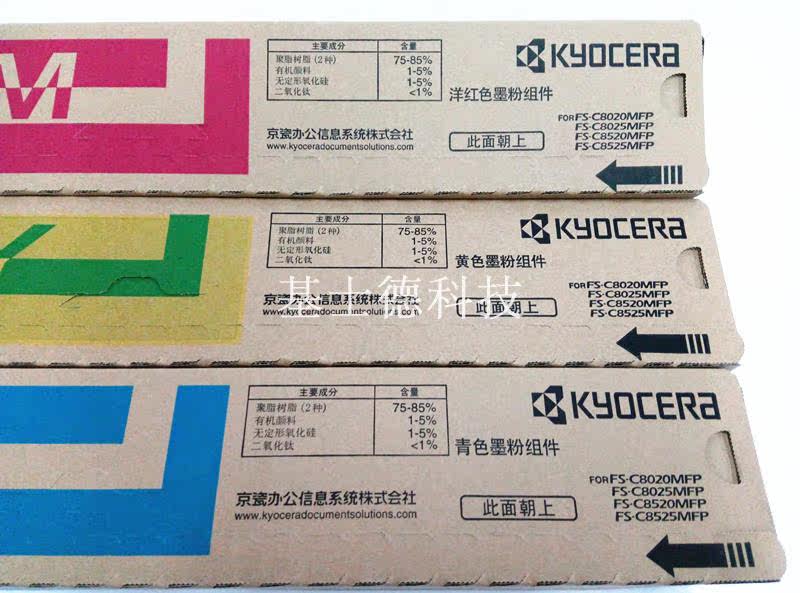 M
主要成分 含量
聚脂树脂(2种) 75-85%
有机颜料 1-5%
无定形氧化硅 1-5%
二氧化钛 <1%
京瓷办公信息系统株式会社
www.kyoceradocumentsolutions.com
KYOCERA
洋红色墨粉组件
此面朝上
FOR FS-C8020MFP
FS-C8025MFP
FS-C8520MFP
FS-C8525MFP
Y
主要成分 含量
聚脂树脂(2种) 75-85%
有机颜料 1-5%
无定形氧化硅 1-5%
二氧化钛 <1%
京瓷办公信息系统株式会社
www.kyoceradocumentsolutions.com
KYOCERA
黄色墨粉组件
此面朝上
FOR FS-C8020MFP
FS-C8025MFP
FS-C8520MFP
FS-C8525MFP
基士德科技
主要成分 含量
聚脂树脂(2种) 75-85%
有机颜料 1-5%
无定形氧化硅 1-5%
二氧化钛 <1%
京瓷办公信息系统株式会社
www.kyoceradocumentsolutions.com
KYOCERA
青色墨粉组件
此面朝上
FOR FS-C8020MFP
FS-C8025MFP
FS-C8520MFP
FS-C8525MFP